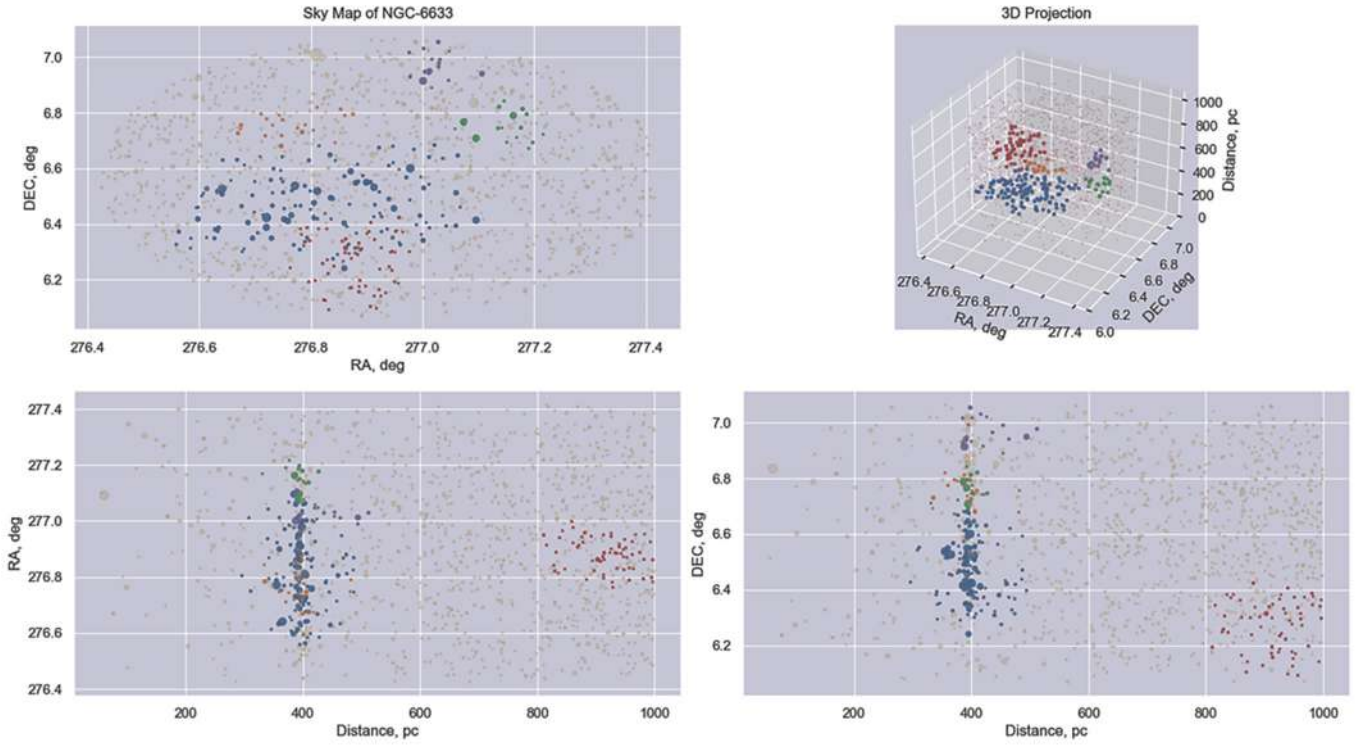 Sky Map of NGC-6633
7.0
6.8
6.6
6.4
6.2
DEC, deg
276.4 276.6 276.8 277.0 277.2 277.4
RA, deg
3D Projection
1000
800
600
400
200
0
Distance, pc
7.0
6.8
6.6
6.4
6.2
6.0
DEC, deg
276.4 276.6 276.8 277.0 277.2 277.4
RA, deg
277.4
277.2
277.0
276.8
276.6
276.4
RA, deg
200 400 600 800 1000
Distance, pc
7.0
6.8
6.6
6.4
6.2
DEC, deg
200 400 600 800 1000
Distance, pc